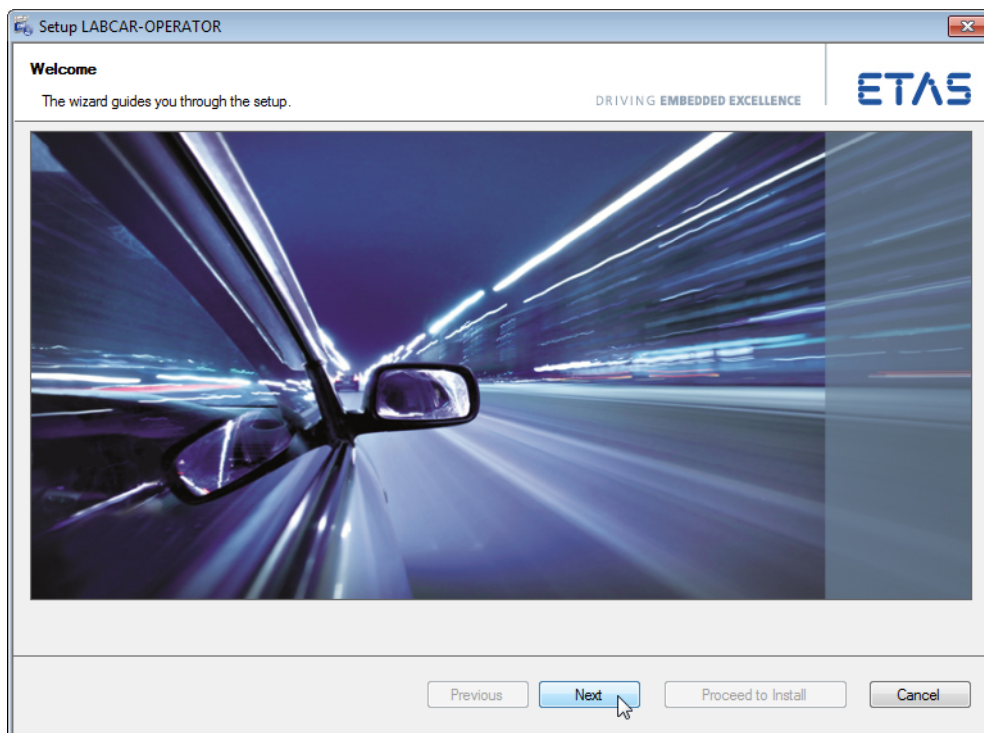 Setup LABCAR-OPERATOR
Welcome
The wizard guides you through the setup.
DRIVING EMBEDDED EXCELLENCE
ETAS
Previous
Next
Proceed to Install
Cancel